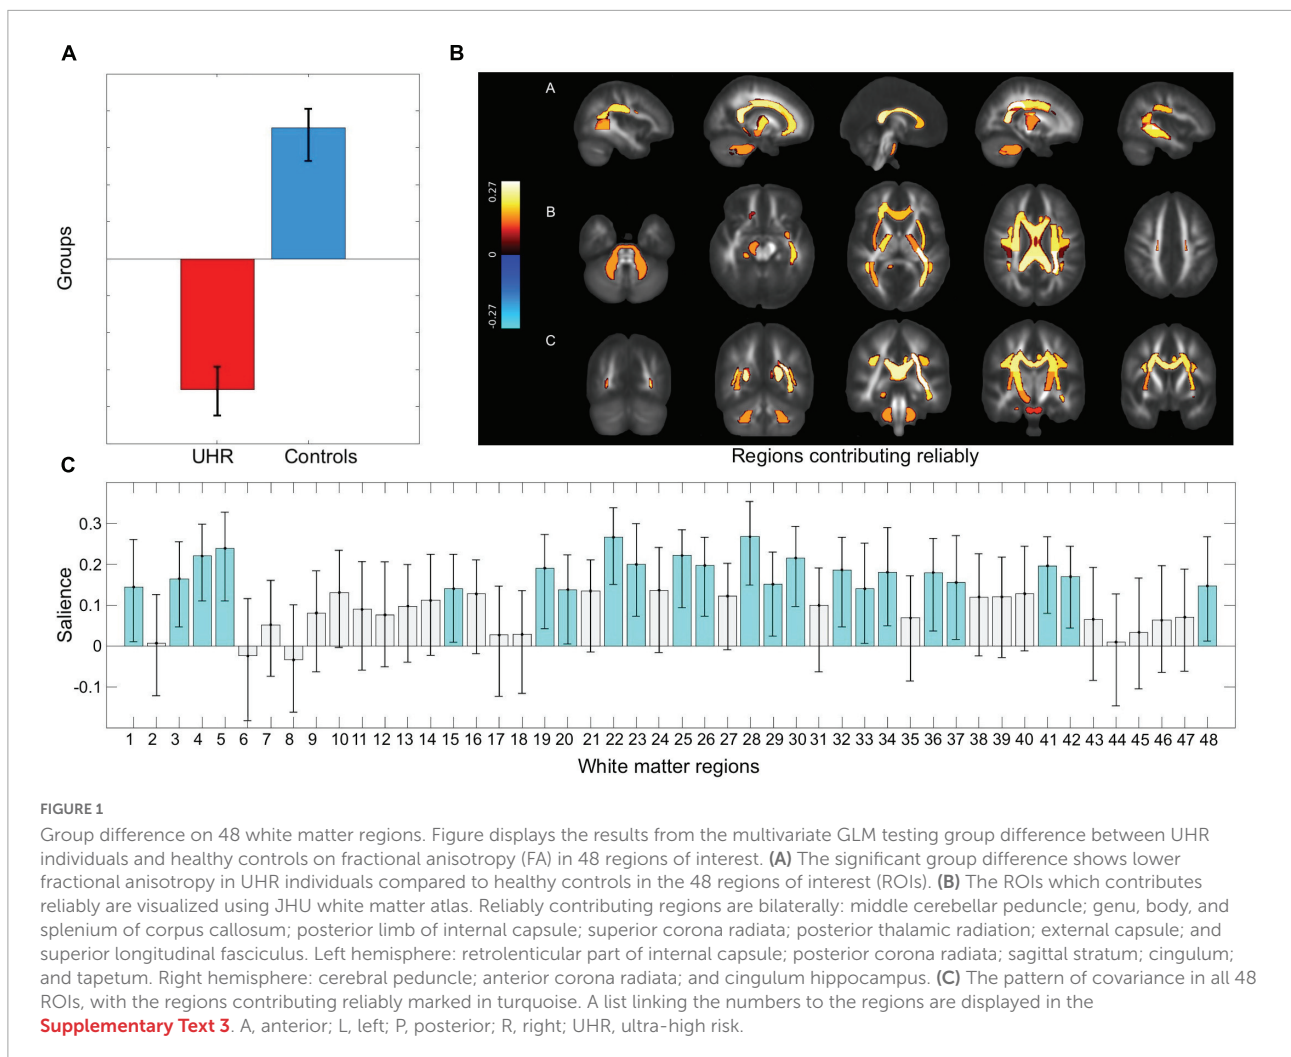 A
B
Groups
UHR
Controls
A
B
C
0.27
0
-0.27
Regions contributing reliably
C
Salience
0.3
0.2
0.1
0
-0.1
1 2 3 4 5 6 7 8 9 10 11 12 13 14 15 16 17 18 19 20 21 22 23 24 25 26 27 28 29 30 31 32 33 34 35 36 37 38 39 40 41 42 43 44 45 46 47 48
White matter regions
FIGURE 1
Group difference on 48 white matter regions. Figure displays the results from the multivariate GLM testing group difference between UHR
individuals and healthy controls on fractional anisotropy (FA) in 48 regions of interest. (A) The significant group difference shows lower
fractional anisotropy in UHR individuals compared to healthy controls in the 48 regions of interest (ROIs). (B) The ROIs which contributes
reliably are visualized using JHU white matter atlas. Reliably contributing regions are bilaterally: middle cerebellar peduncle; genu, body, and
splenium of corpus callosum; posterior limb of internal capsule; superior corona radiata; posterior thalamic radiation; external capsule; and
superior longitudinal fasciculus. Left hemisphere: retrolenticular part of internal capsule; posterior corona radiata; sagittal stratum; cingulum;
and tapetum. Right hemisphere: cerebral peduncle; anterior corona radiata; and cingulum hippocampus. (C) The pattern of covariance in all 48
ROIs, with the regions contributing reliably marked in turquoise. A list linking the numbers to the regions are displayed in the
Supplementary Text 3. A, anterior; L, left; P, posterior; R, right; UHR, ultra-high risk.